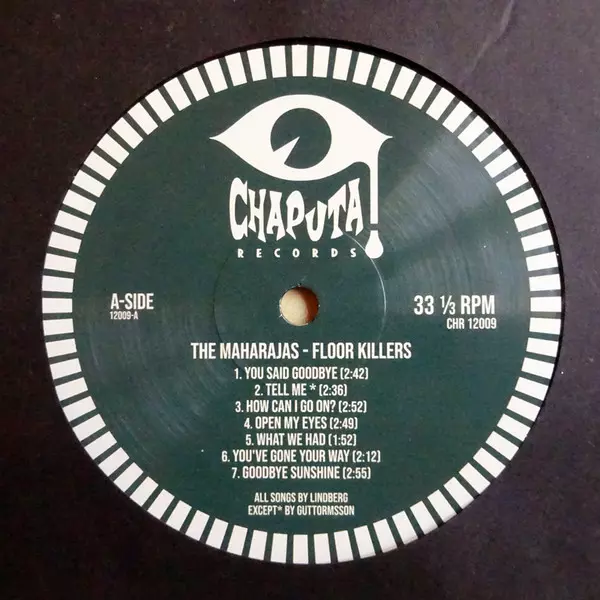 CHAPUTA!
RECORDS
A-SIDE
12009-A
33 ⅓ RPM
CHR 12009
THE MAHARAJAS - FLOOR KILLERS
1. YOU SAID GOODBYE (2:42)
2. TELL ME * (2:36)
3. HOW CAN I GO ON? (2:52)
4. OPEN MY EYES (2:49)
5. WHAT WE HAD (1:52)
6. YOU'VE GONE YOUR WAY (2:12)
7. GOODBYE SUNSHINE (2:55)
ALL SONGS BY LINDBERG
EXCEPT* BY GUTTORMSSON